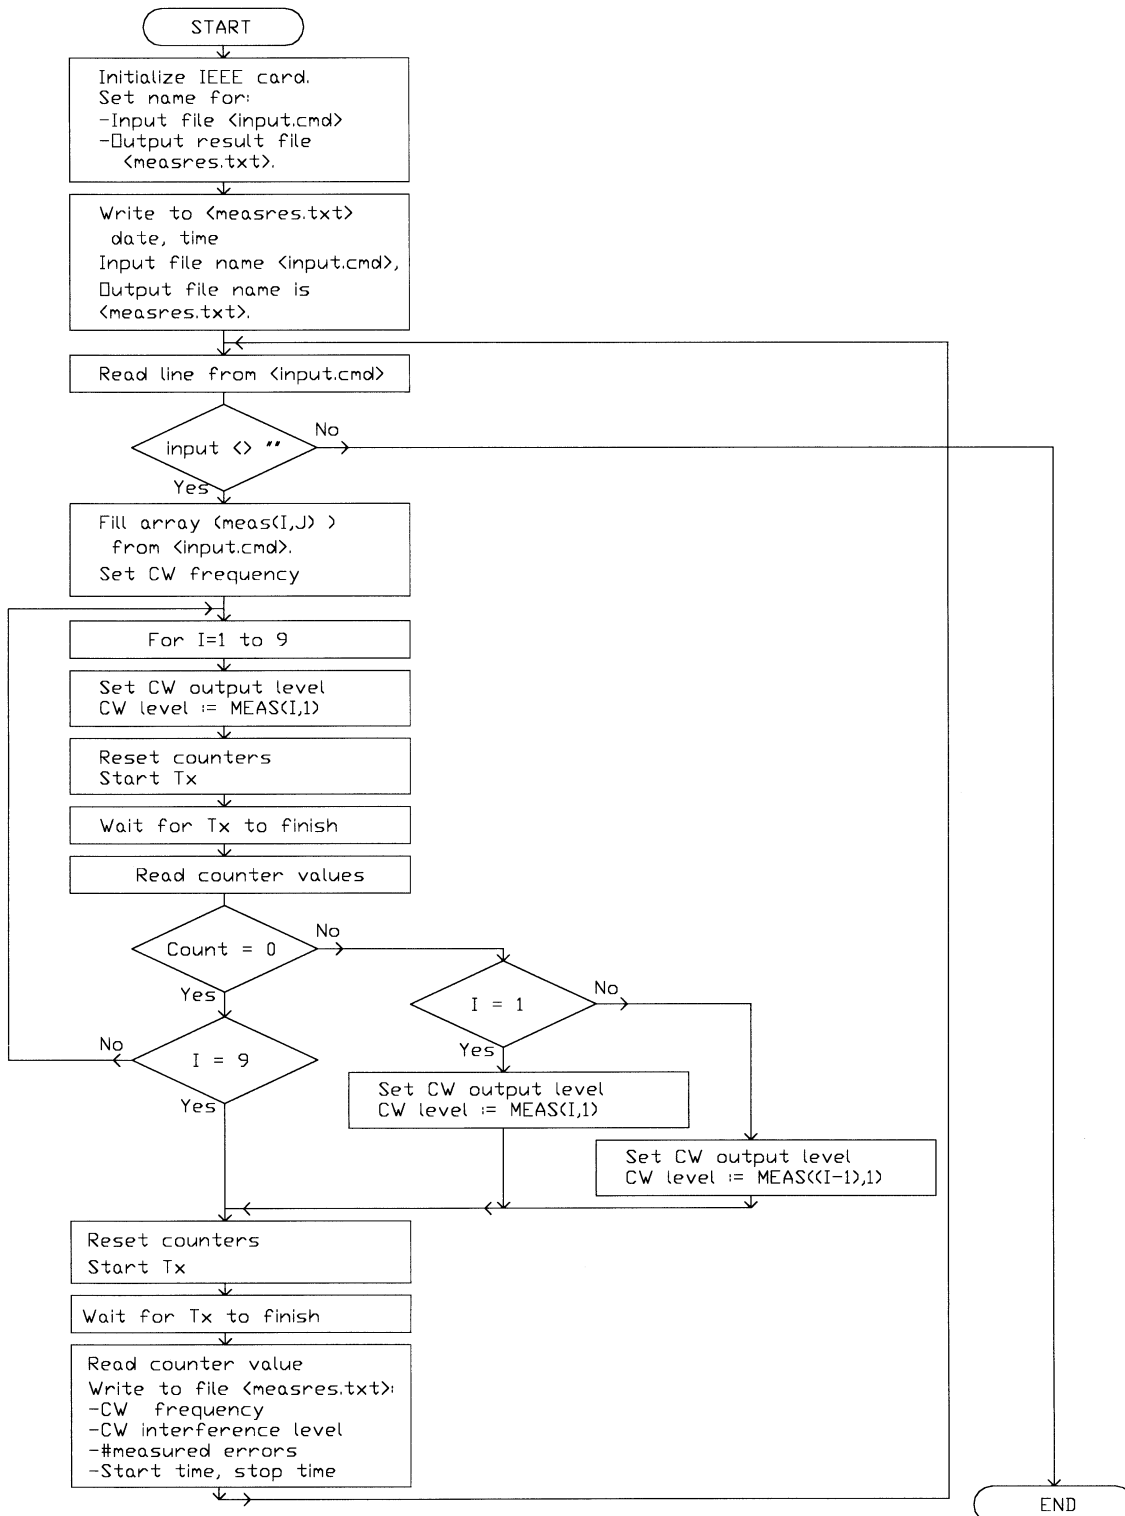 START
Initialize IEEE card.
Set name for:
-Input file <input.cmd>
-Output result file
<measres.txt>.
Write to <measres.txt>
date, time
Input file name <input.cmd>,
Output file name is
<measres.txt>.
Read line from <input.cmd>
input <> ""
No
Yes
Fill array (meas(I,J) )
from <input.cmd>.
Set CW frequency
For I=1 to 9
Set CW output level
CW level := MEAS(I,1)
Reset counters
Start Tx
Wait for Tx to finish
Read counter values
Count = 0
No
Yes
I = 1
No
Yes
I = 9
No
Yes
Set CW output level
CW level := MEAS(I,1)
Set CW output level
CW level := MEAS((I-1),1)
Reset counters
Start Tx
Wait for Tx to finish
Read counter value
Write to file <measres.txt>:
-CW frequency
-CW interference level
-#measured errors
-Start time, stop time
END